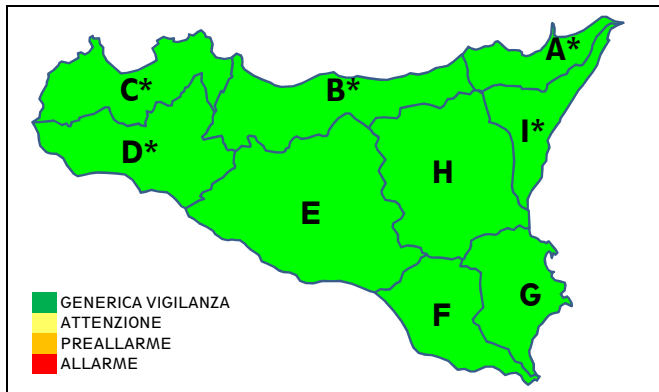 A*
C*
B*
I*
D*
H
E
G
F
GENERICA VIGILANZA
ATTENZIONE
PREALLARME
ALLARME